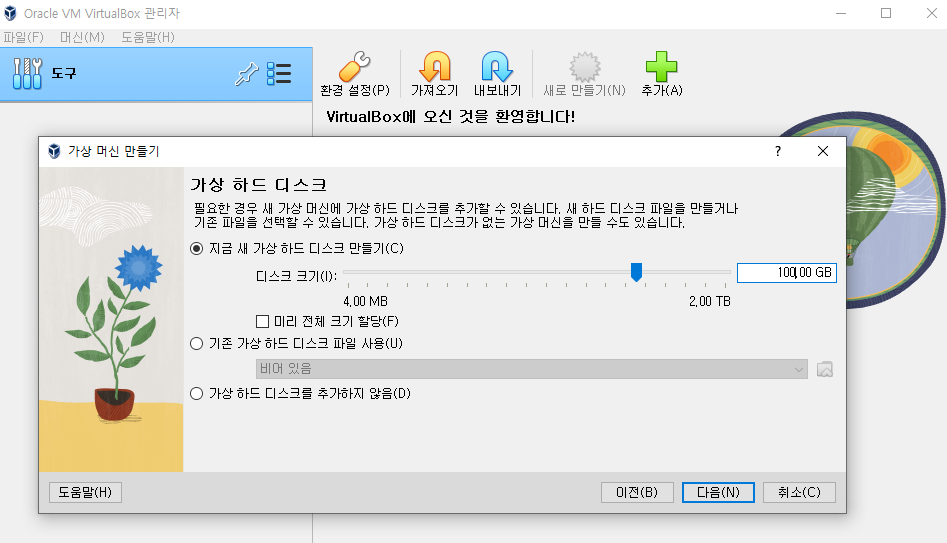 Oracle VM VirtualBox 관리자
파일(F) 머신(M) 도움말(H)
도구
환경 설정(P) 가져오기 내보내기 새로 만들기(N) 추가(A)
VirtualBox에 오신 것을 환영합니다!
가상 머신 만들기
가상 하드 디스크
필요한 경우 새 가상 머신에 가상 하드 디스크를 추가할 수 있습니다. 새 하드 디스크 파일을 만들거나
기존 파일을 선택할 수 있습니다. 가상 하드 디스크가 없는 가상 머신을 만들 수도 있습니다.
지금 새 가상 하드 디스크 만들기(C)
디스크 크기(I): 100,00 GB
4,00 MB 2,00 TB
미리 전체 크기 할당(F)
기존 가상 하드 디스크 파일 사용(U)
비어 있음
가상 하드 디스크를 추가하지 않음(D)
도움말(H) 이전(B) 다음(N) 취소(C)